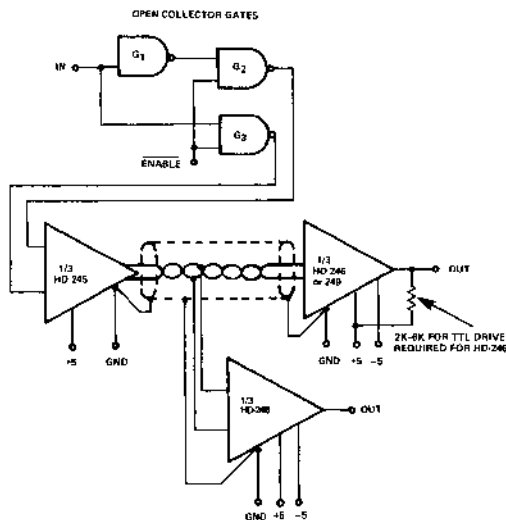 OPEN COLLECTOR GATES
G1
G2
IN
G3
ENABLE
1/3
HD 245
1/3
HD 246
or 249
OUT
+5
GND
GND
+5
-5
2K-6K FOR TTL DRIVE
REQUIRED FOR HD-246
1/3
OUT
GND
+5
-5